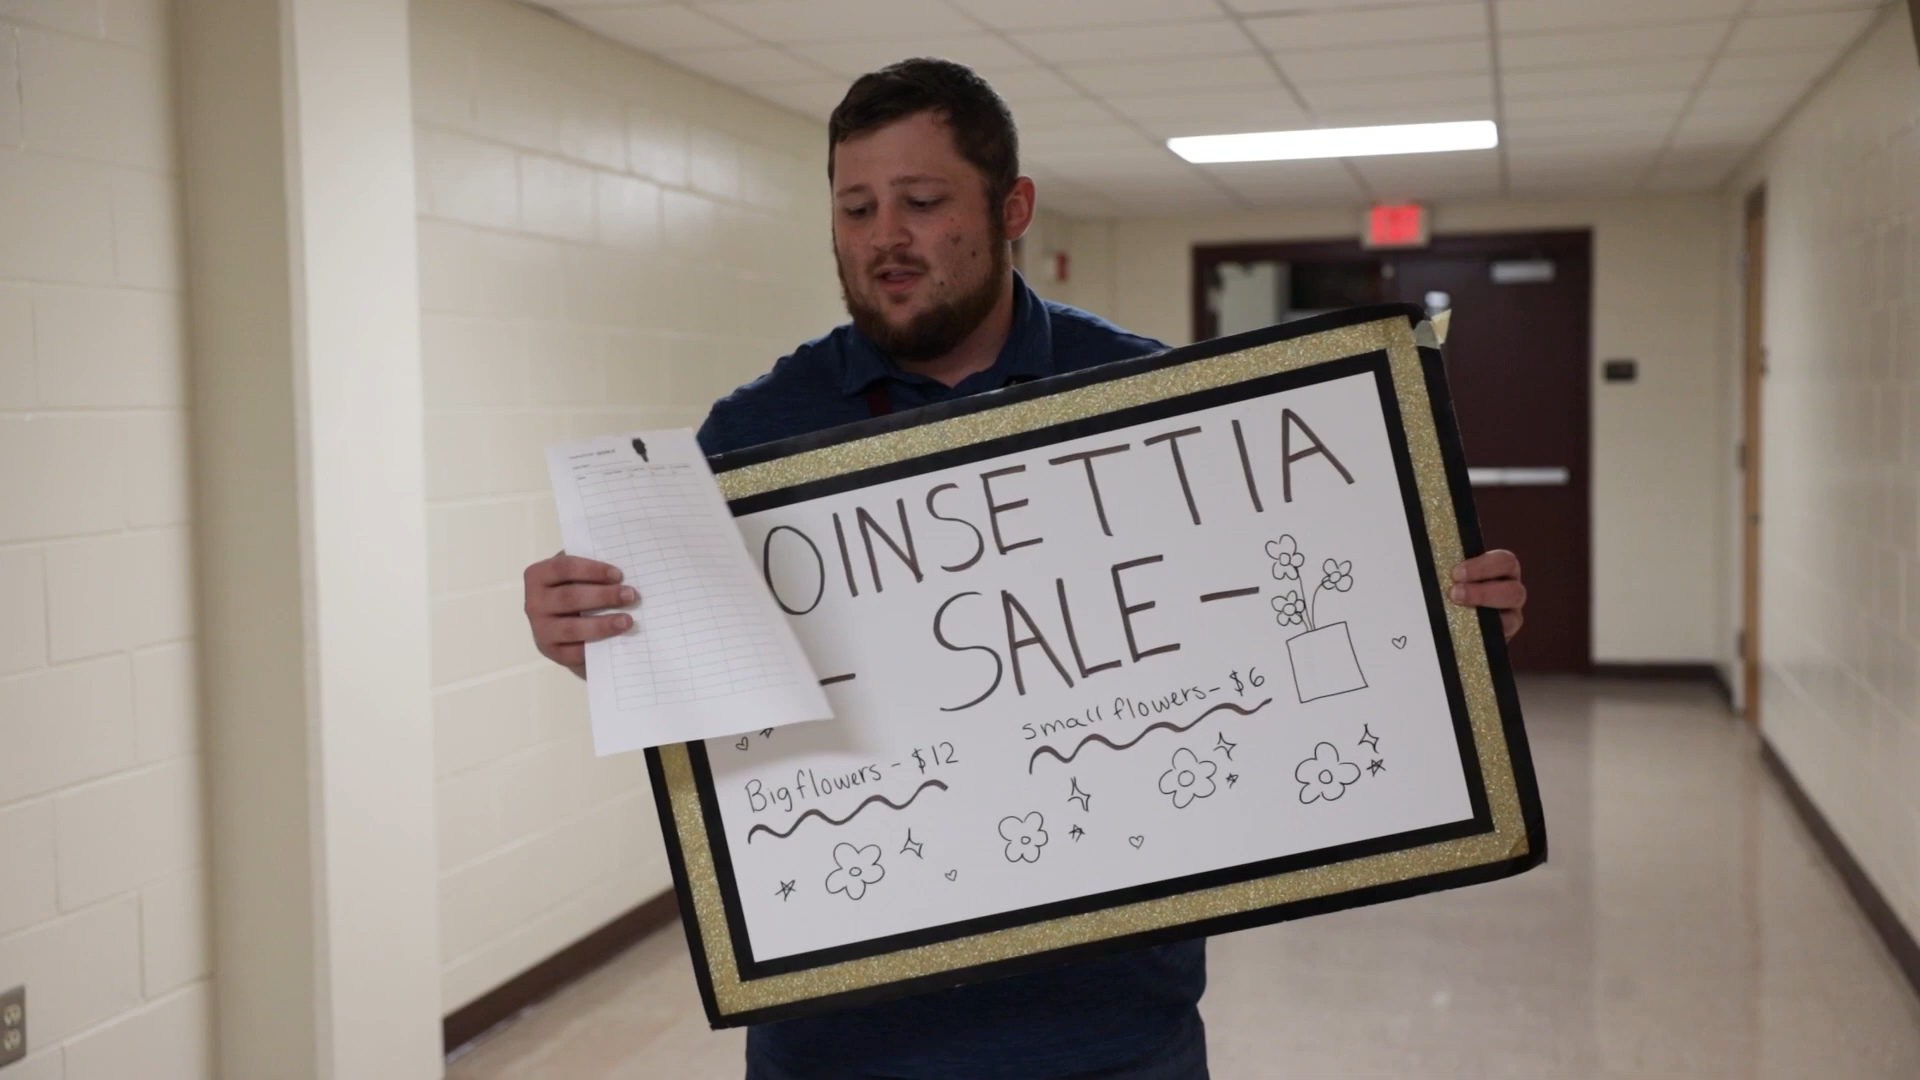 OINSETTIA
- SALE -
small flowers - $6
Big flowers - $12